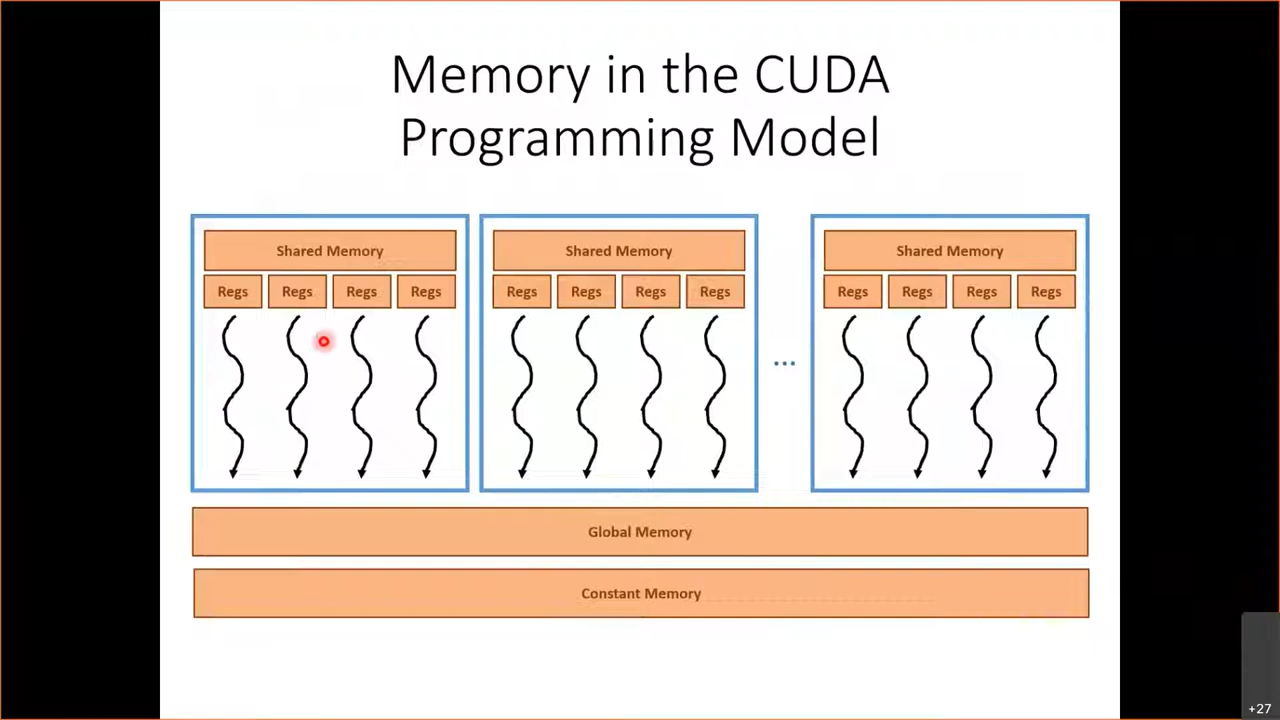 Memory in the CUDA
Programming Model
Shared Memory
Regs Regs Regs Regs
Shared Memory
Regs Regs Regs Regs
...
Shared Memory
Regs Regs Regs Regs
Global Memory
Constant Memory
+27